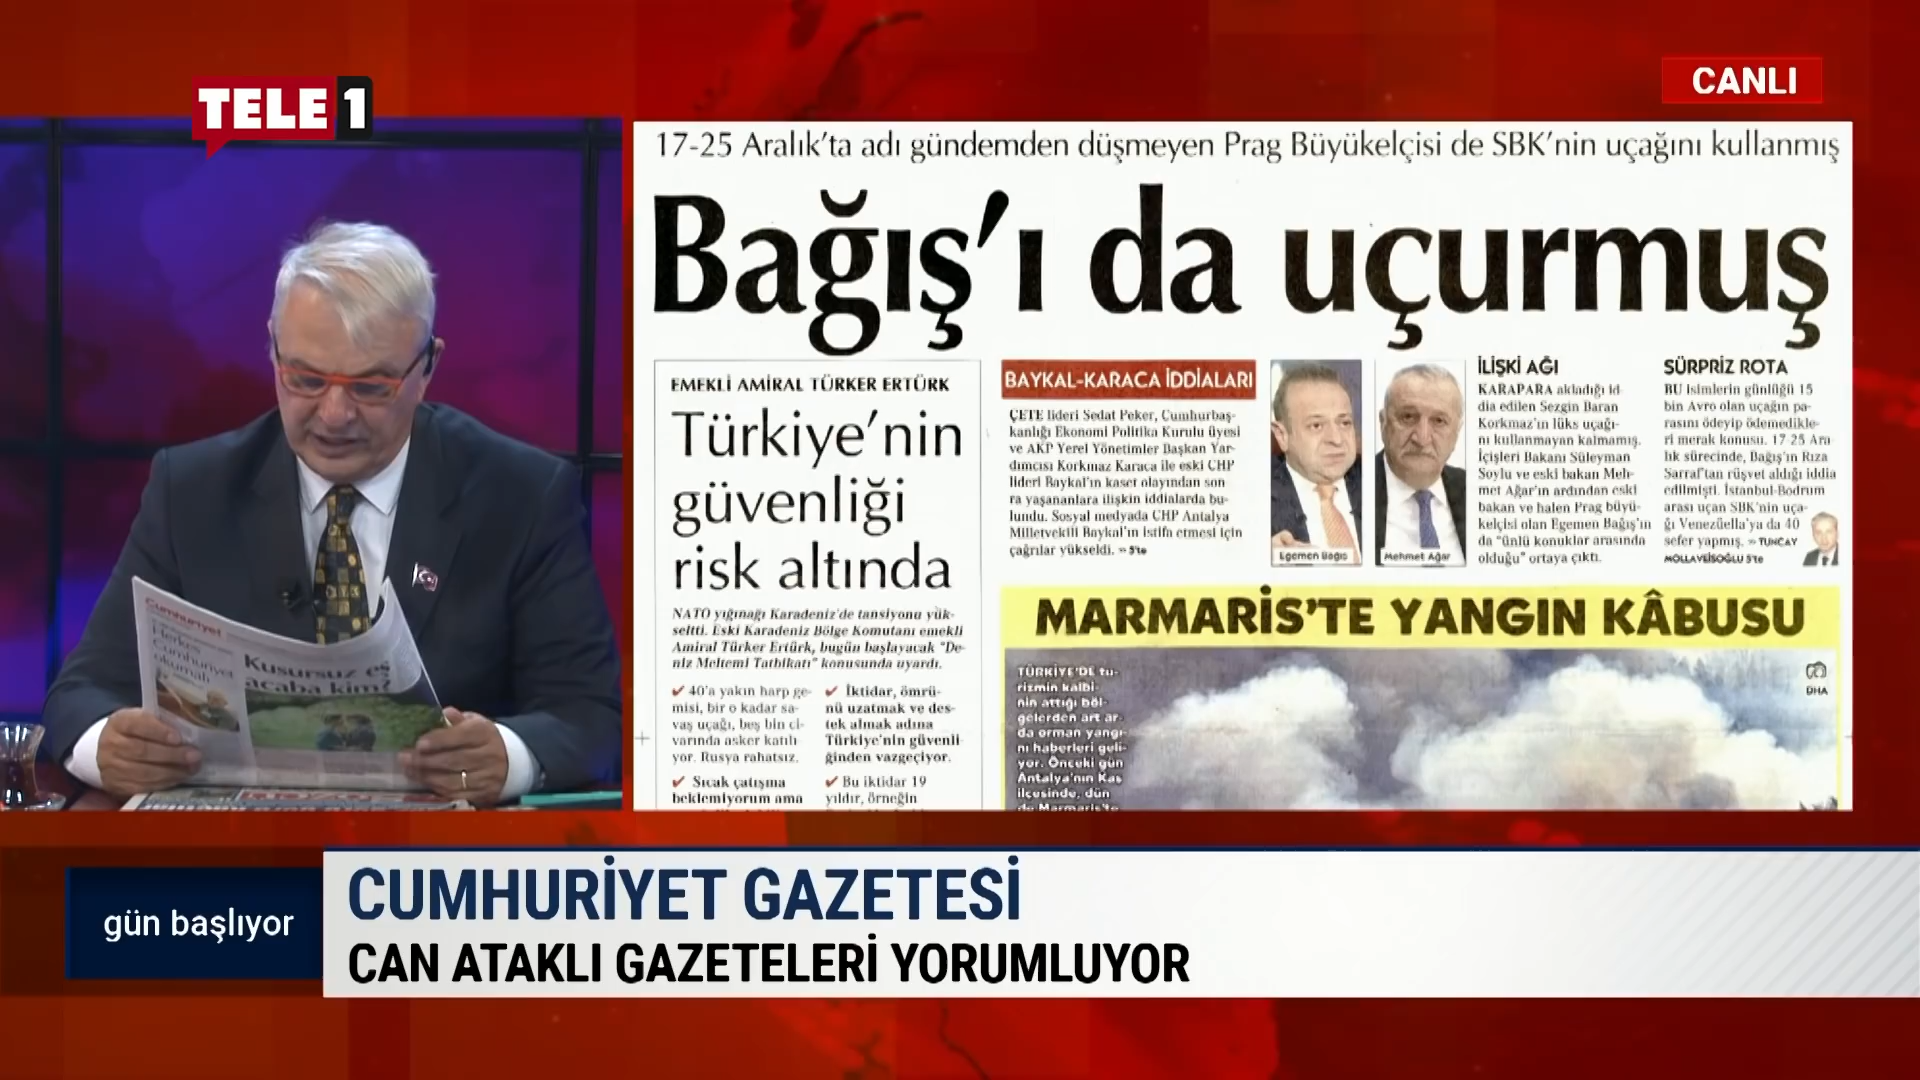 TELE 1
CANLI
17-25 Aralık'ta adı gündemden düşmeyen Prag Büyükelçisi de SBK'nin uçağını kullanmış
Bağış'ı da uçurmuş
EMEKLİ AMİRAL TÜRKER ERTÜRK
Türkiye'nin
güvenliği
risk altında
NATO yığınağı Karadeniz'de tansiyonu yük-
seltti. Eski Karadeniz Bölge Komutanı emekli
Amiral Türker Ertürk, bugün başlayacak "De-
niz Meltemi Tatbikatı" konusunda uyardı.
✔ 40'a yakın harp ge-
misi, bir o kadar sa-
vaş uçağı, beş bin ci-
varında asker katılı-
yor. Rusya rahatsız.
✔ Sıcak çatışma
beklemiyorum ama
✔ İktidar, ömrü-
nü uzatmak ve des-
tek almak adına
Türkiye'nin güvenli-
ğinden vazgeçiyor.
✔ Bu iktidar 19
yıldır, örneğin
BAYKAL-KARACA İDDİALARI
ÇETE lideri Sedat Peker, Cumhurbaş-
kanlığı Ekonomi Politika Kurulu üyesi
ve AKP Yerel Yönetimler Başkan Yar-
dımcısı Korkmaz Karaca ile eski CHP
lideri Baykal'ın kaset olayından son
ra yaşananlara ilişkin iddialarda bu-
lundu. Sosyal medyada CHP Antalya
Milletvekili Baykal'ın istifa etmesi için
çağrılar yükseldi. » 5'te
Egemen Bağış
Mehmet Ağar
İLİŞKİ AĞI
KARAPARA akladığı id-
dia edilen Sezgin Baran
Korkmaz'ın lüks uçağı-
nı kullanmayan kalmamış.
İçişleri Bakanı Süleyman
Soylu ve eski bakan Meh-
met Ağar'ın ardından eski
bakan ve halen Prag büyü-
kelçisi olan Egemen Bağış'ın
da "ünlü konuklar arasında
olduğu" ortaya çıktı.
SÜRPRİZ ROTA
BU isimlerin günlüğü 15
bin Avro olan uçağın pa-
rasını ödeyip ödemedikle-
ri merak konusu. 17-25 Ara-
lık sürecinde, Bağış'ın Rıza
Sarraf'tan rüşvet aldığı iddia
edilmişti. İstanbul-Bodrum
arası uçan SBK'nin uça-
ğı Venezüella'ya da 40
sefer yapmış. » TUNCAY
MOLLAVEİSOĞLU 5'te
MARMARİS'TE YANGIN KÂBUSU
TÜRKİYE'DE tu-
rizmin kalbi-
nin attığı böl-
gelerden art ar-
da orman yangı-
nı haberleri geli-
yor. Önceki gün
Antalya'nın Kaş
ilçesinde, dün
de Marmaris'te
DHA
Cumhuriyet
Herkes
Cumhuriyet
okumalı
Kusursuz eş
acaba kim?
gün başlıyor
CUMHURİYET GAZETESİ
CAN ATAKLI GAZETELERİ YORUMLUYOR